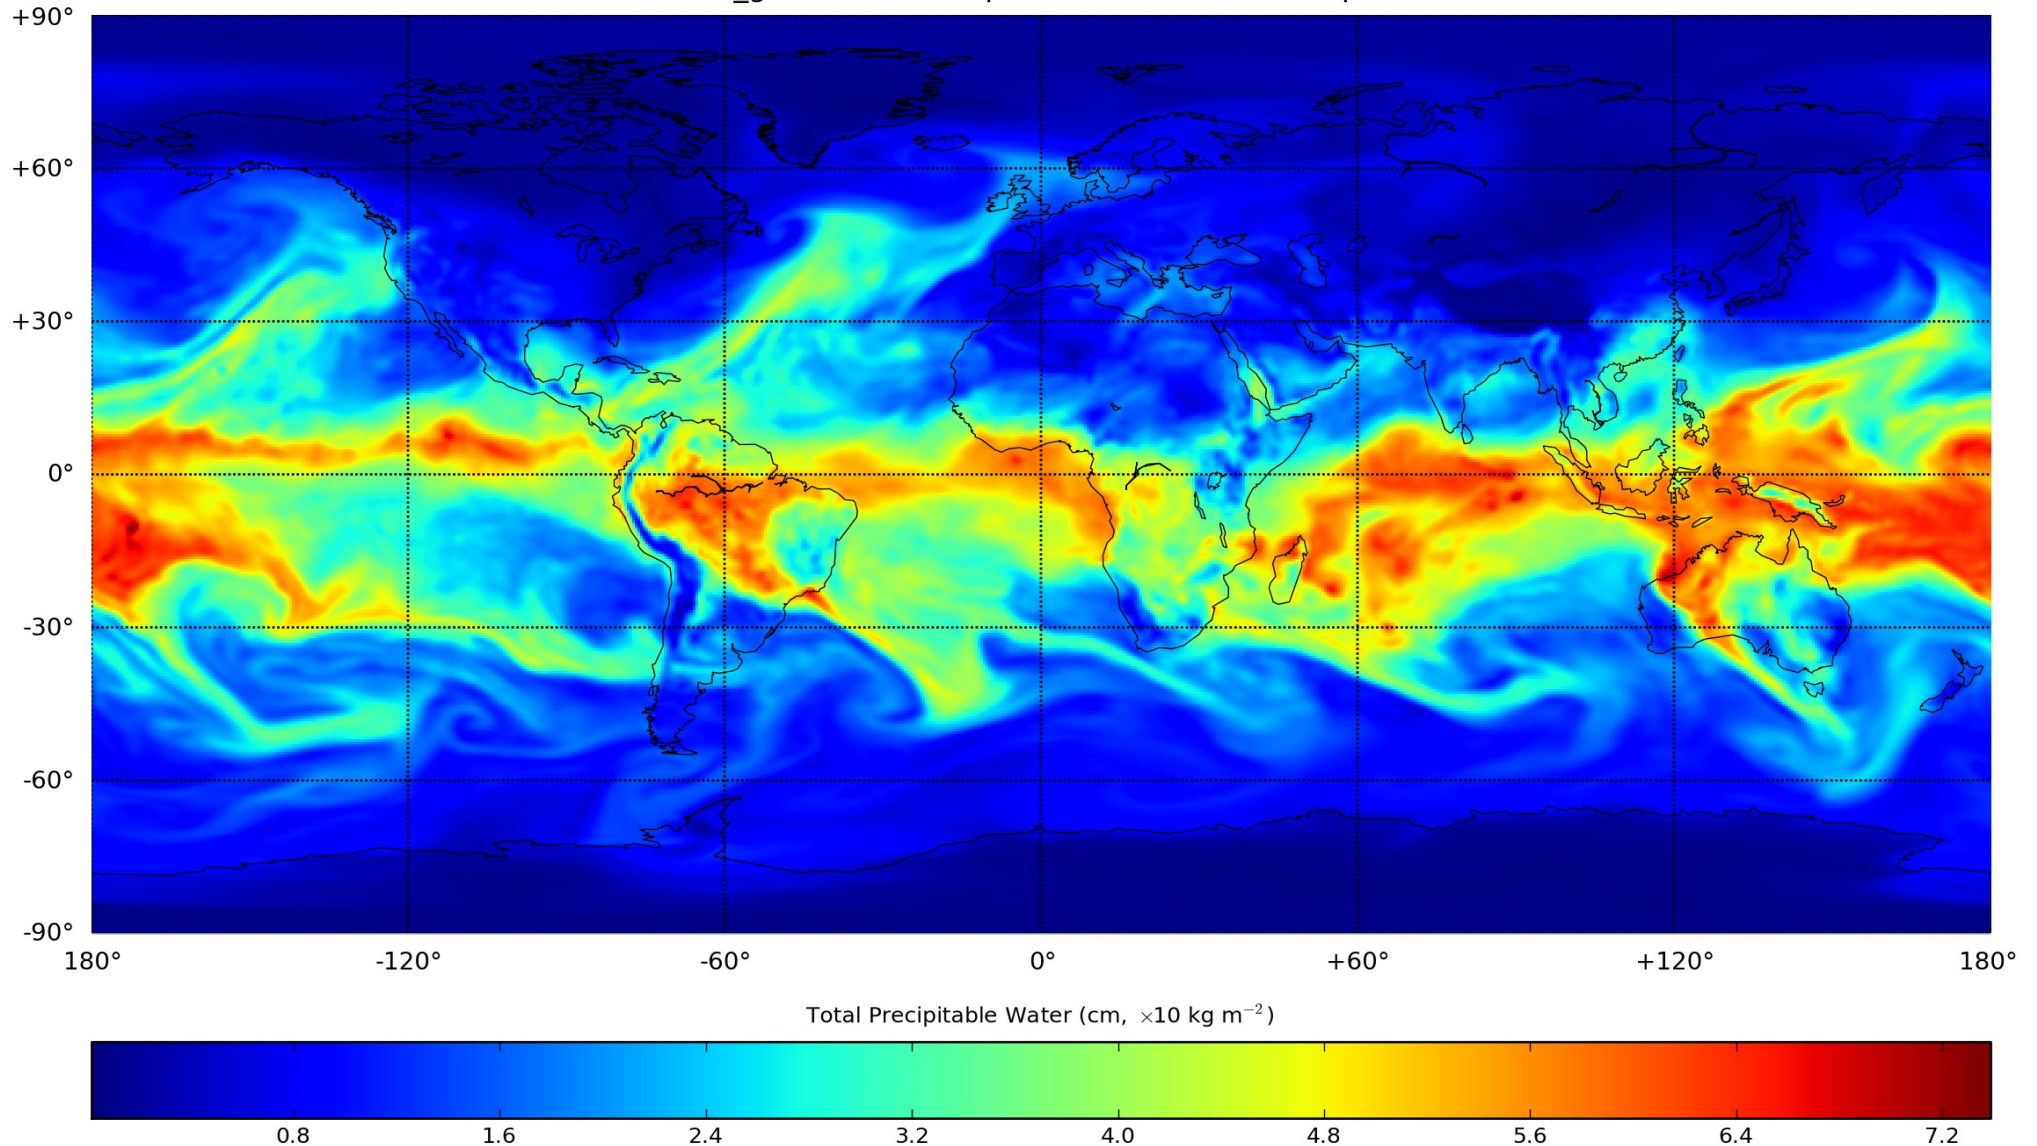 +90°
+60°
+30°
0°
-30°
-60°
-90°
180° -120° -60° 0° +60° +120° 180°
Total Precipitable Water (cm, ×10 kg m⁻²)
0.8 1.6 2.4 3.2 4.0 4.8 5.6 6.4 7.2